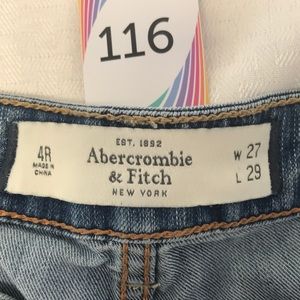 116
4R
MADE IN
CHINA
EST. 1892
Abercrombie
& Fitch
NEW YORK
W 27
L 29